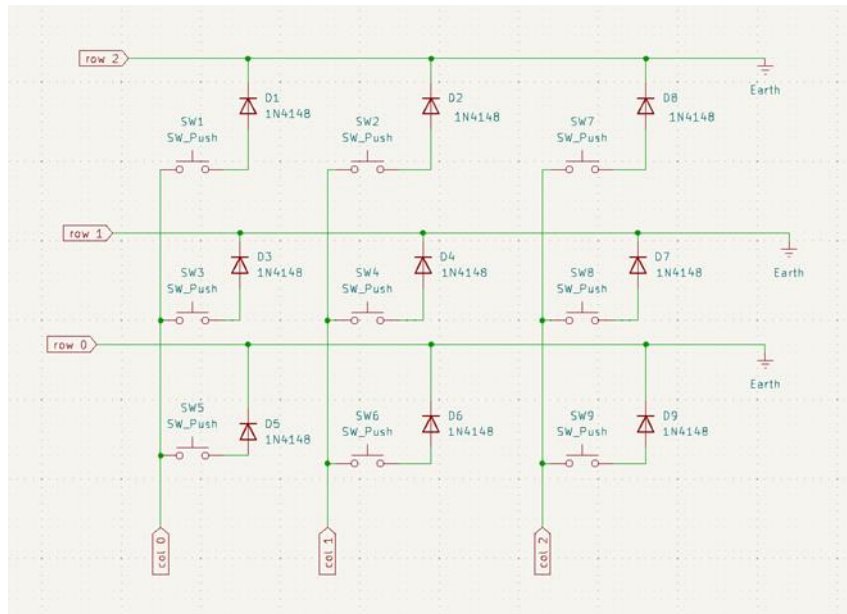 row 2
Earth
D1
1N4148
D2
1N4148
D8
1N4148
SW1
SW_Push
SW2
SW_Push
SW7
SW_Push
row 1
Earth
D3
1N4148
D4
1N4148
D7
1N4148
SW3
SW_Push
SW4
SW_Push
SW8
SW_Push
row 0
Earth
SW5
SW_Push
D5
1N4148
SW6
SW_Push
D6
1N4148
SW9
SW_Push
D9
1N4148
col 0
col 1
col 2